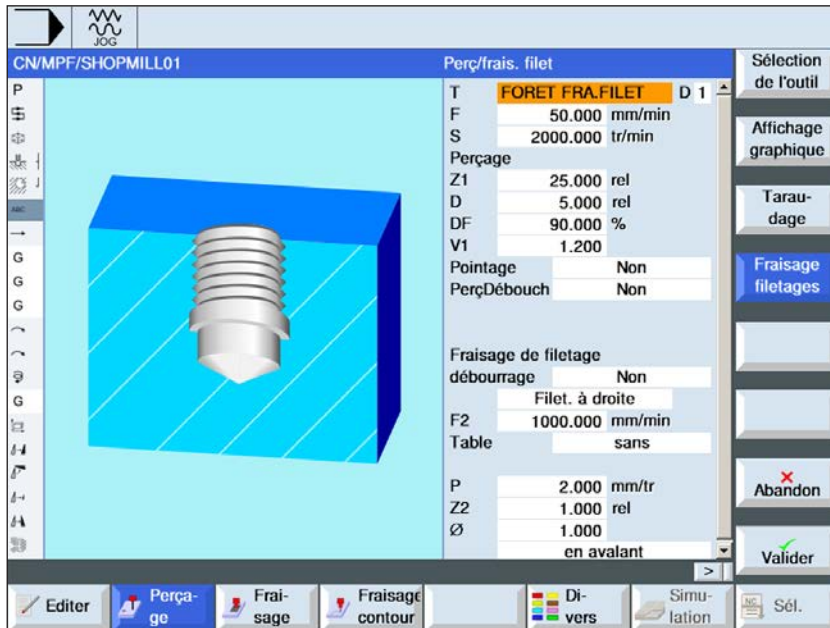 JOG
CN/MPF/SHOPMILL01
Perç/frais. filet
P
ABC
G
G
G
G
T FORET FRA.FILET D 1
F 50.000 mm/min
S 2000.000 tr/min
Perçage
Z1 25.000 rel
D 5.000 rel
DF 90.000 %
V1 1.200
Pointage Non
PerçDébouch Non
Fraisage de filetage
débourrage Non
Filet. à droite
F2 1000.000 mm/min
Table sans
P 2.000 mm/tr
Z2 1.000 rel
Ø 1.000
en avalant
>
Sélection
de l'outil
Affichage
graphique
Tarau-
dage
Fraisage
filetages
Abandon
Valider
Editer
Perça-
ge
Frai-
sage
Fraisage
contour
Di-
vers
Simu-
lation
NC
Sél.